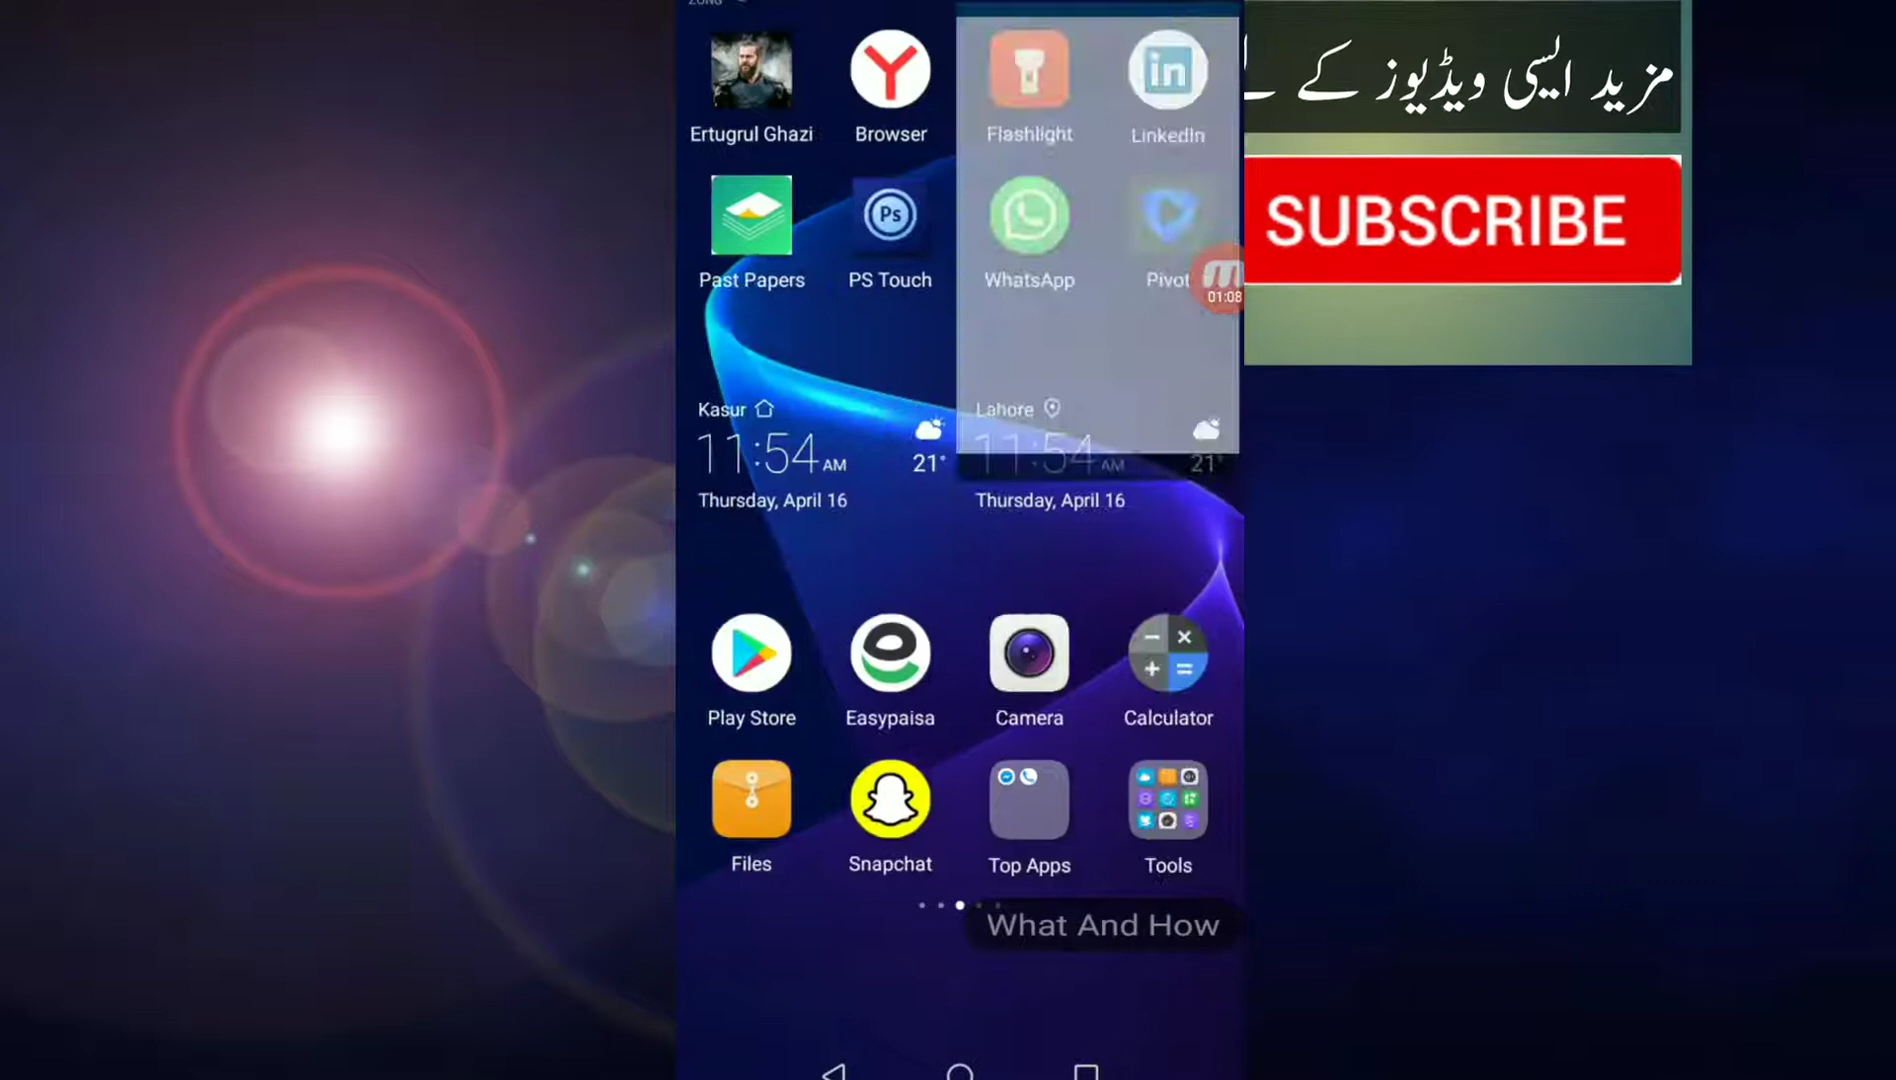 Ertugrul Ghazi
Browser
Flashlight
LinkedIn
مزید ایسی ویڈیوز کے
SUBSCRIBE
Ps
Past Papers
PS Touch
WhatsApp
Pivot
01:08
Kasur
11:54 AM
21°
Thursday, April 16
Lahore
11:54 AM
21°
Thursday, April 16
Play Store
Easypaisa
Camera
Calculator
Files
Snapchat
Top Apps
Tools
What And How